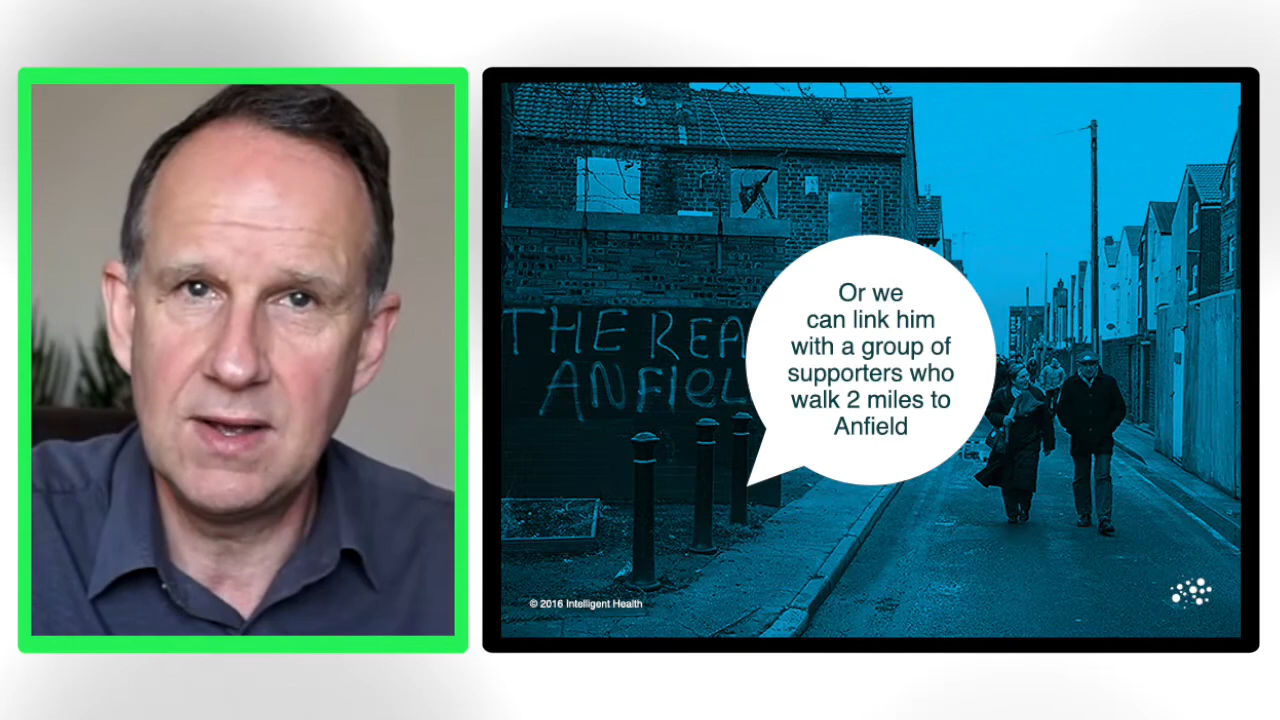 THE REA
ANFIEL
Or we
can link him
with a group of
supporters who
walk 2 miles to
Anfield
© 2016 Intelligent Health